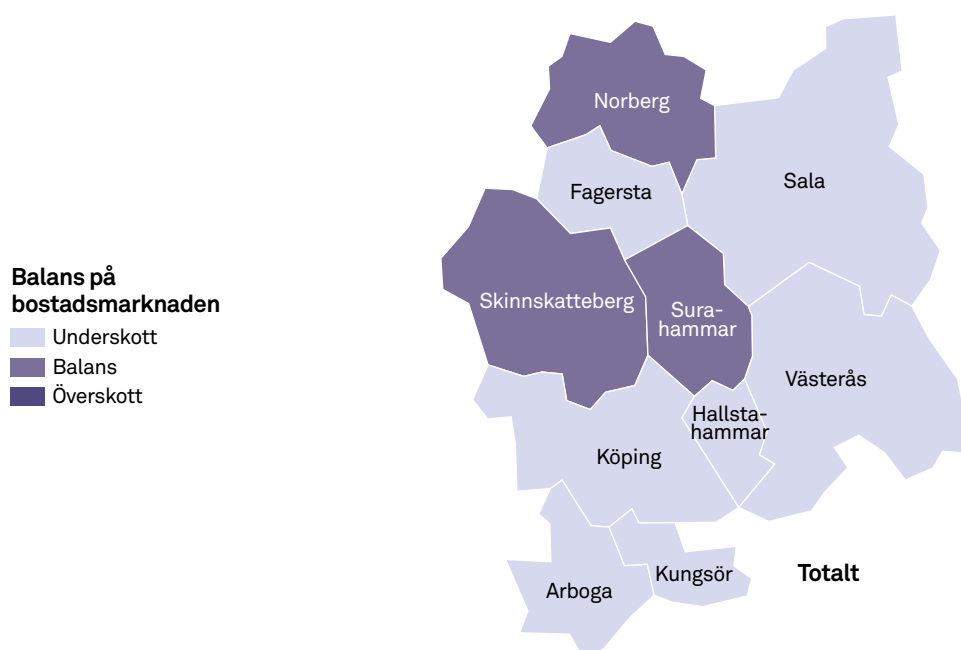 Norberg
Sala
Fagersta
Balans på
bostadsmarknaden
Underskott
Balans
Överskott
Skinnskatteberg
Sura-
hammar
Västerås
Hallsta-
hammar
Köping
Arboga
Kungsör
Totalt